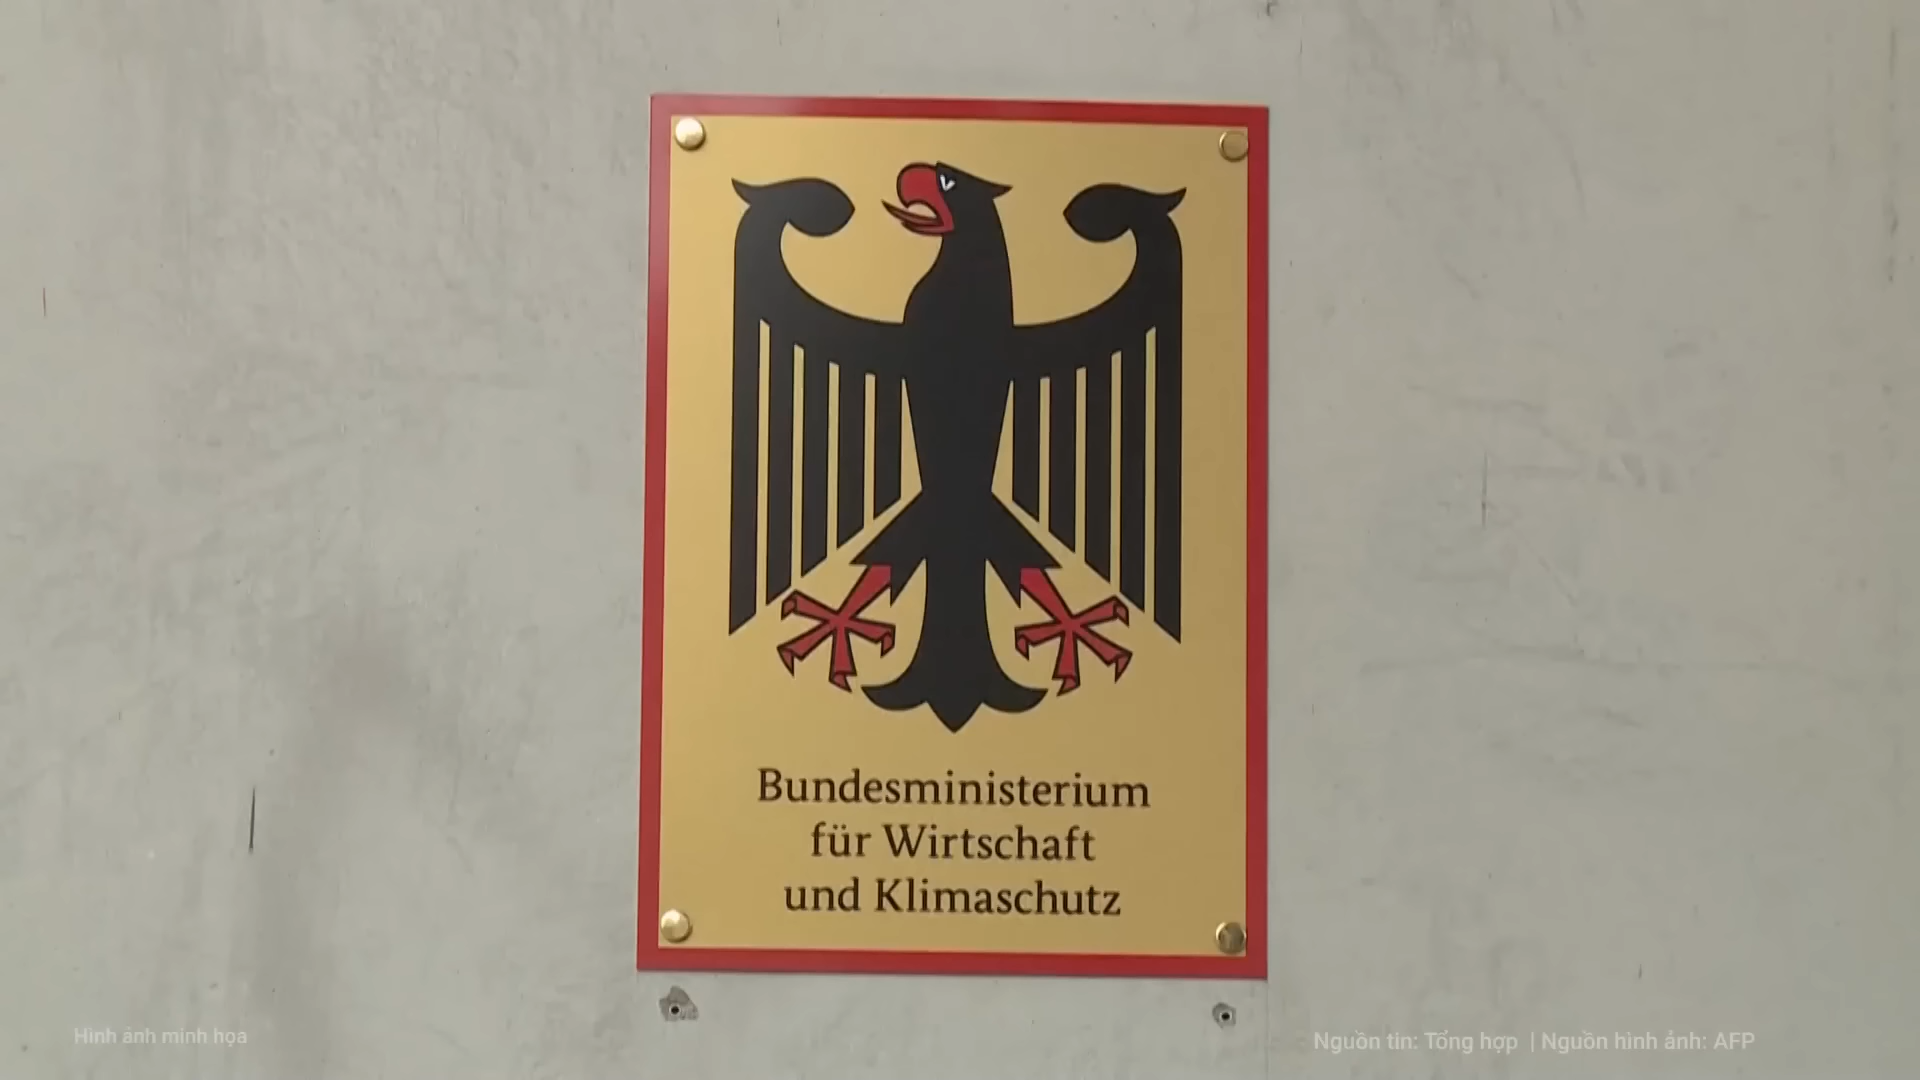 Bundesministerium
für Wirtschaft
und Klimaschutz
Hình ảnh minh họa
Nguồn tin: Tổng hợp | Nguồn hình ảnh: AFP